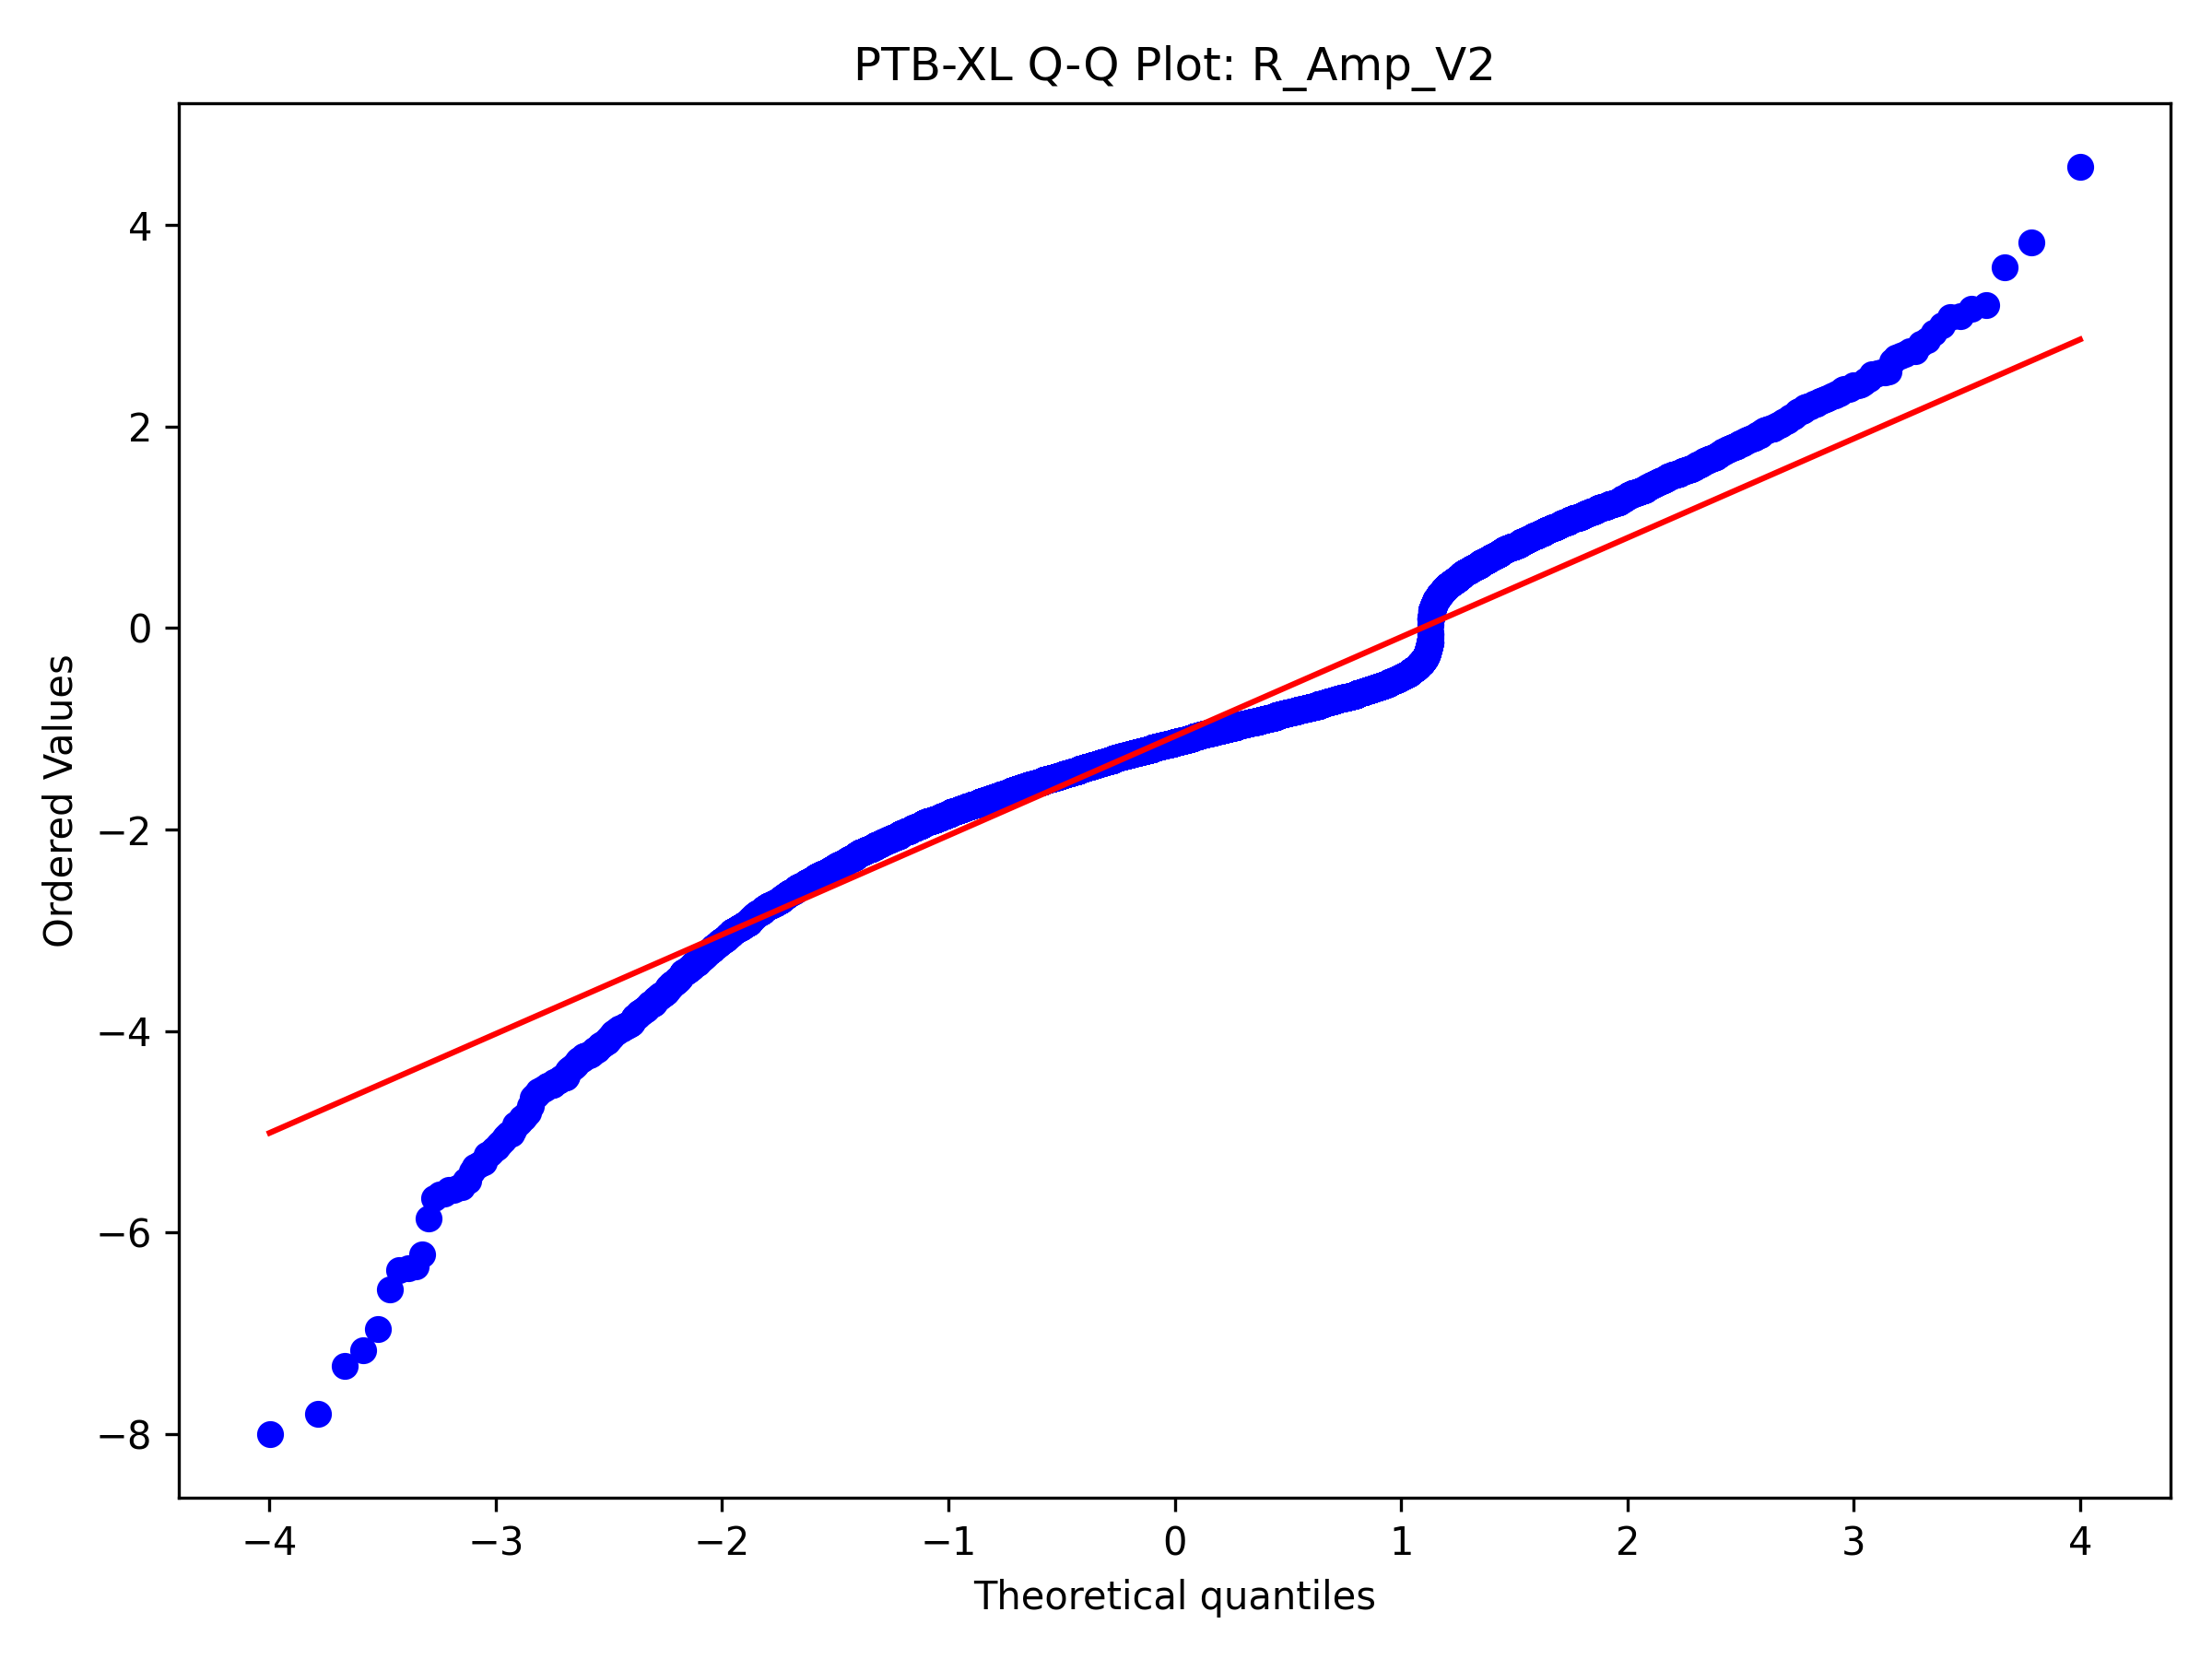 PTB-XL Q-Q Plot: R_Amp_V2
Ordered Values
4
2
0
−2
−4
−6
−8
−4 −3 −2 −1 0 1 2 3 4
Theoretical quantiles